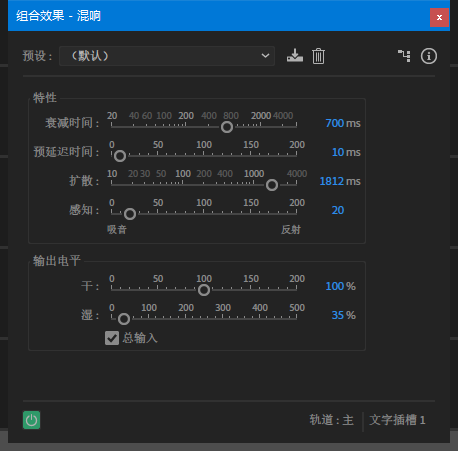 组合效果 - 混响
预设： （默认）
特性
20 40 60 100 200 400 800 2000 4000
衰减时间： 700 ms
0 50 100 150 200
预延迟时间： 10 ms
10 20 30 50 100 200 400 1000 4000
扩散： 1812 ms
0 50 100 150 200
感知： 20
吸音 反射
输出电平
0 50 100 150 200
干： 100 %
0 100 200 300 400 500
湿： 35 %
总输入
轨道：主 文字插槽 1